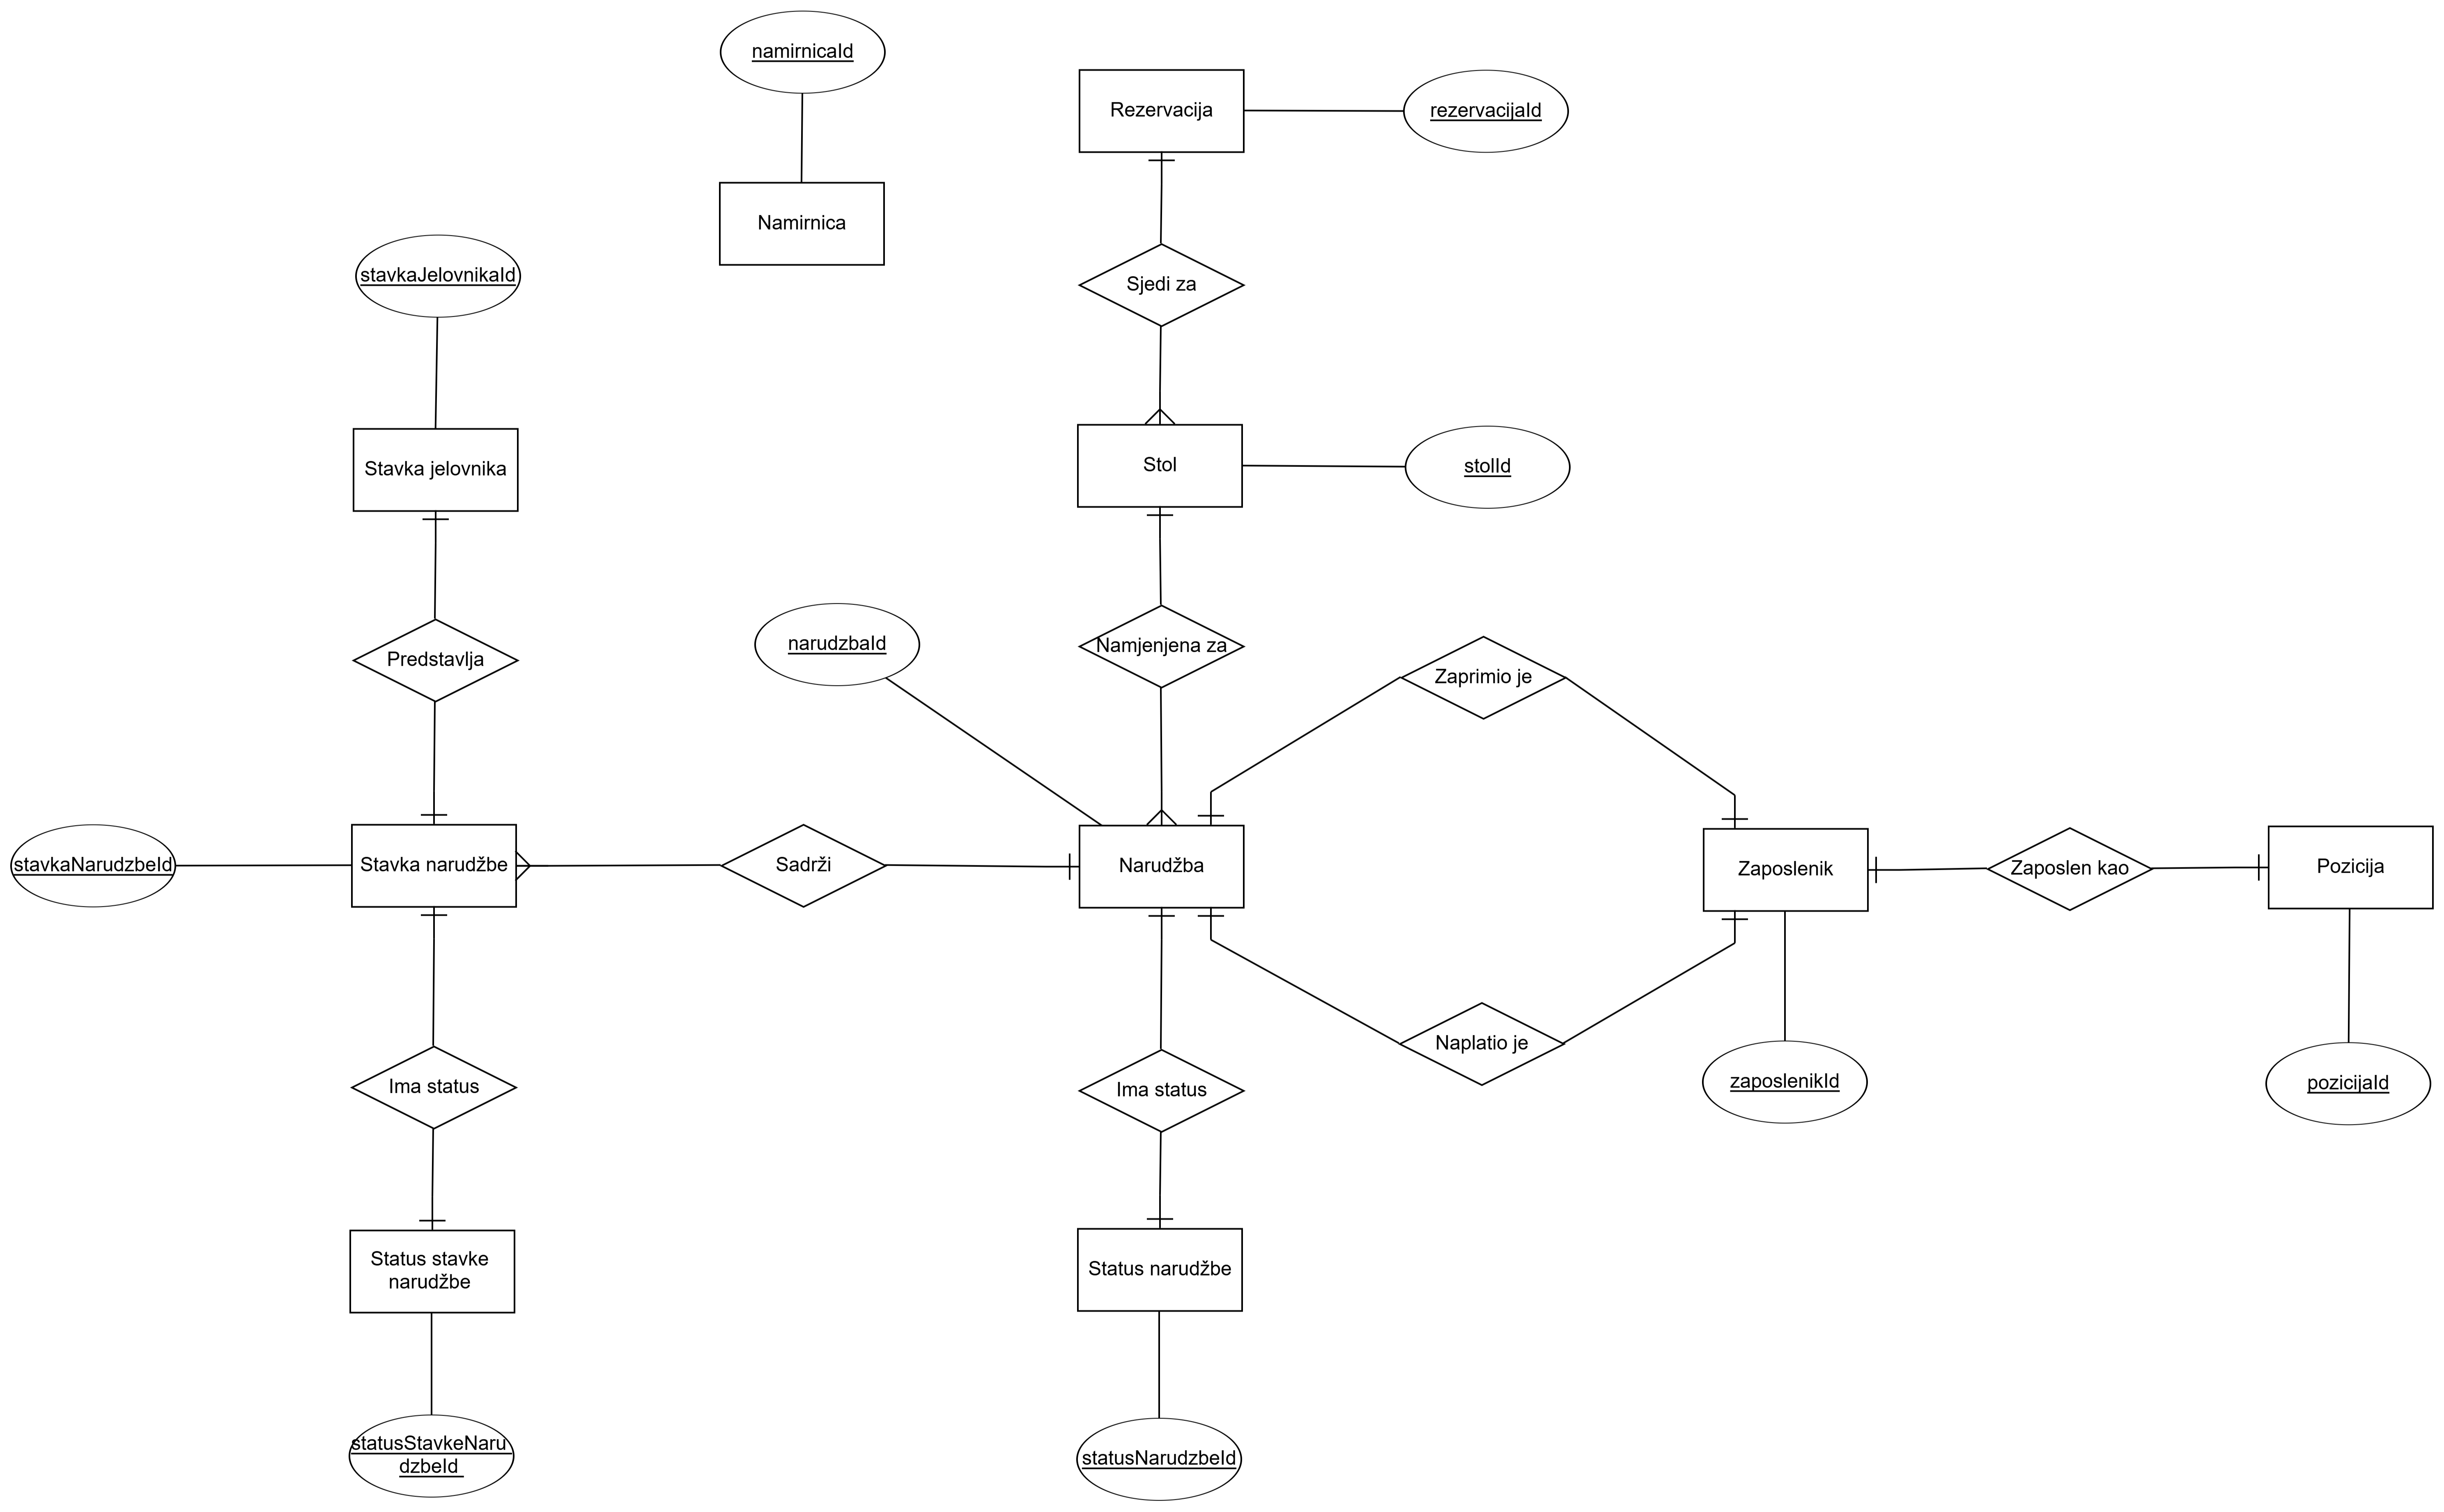 namirnicaId
Rezervacija
rezervacijaId
Namirnica
stavkaJelovnikaId
Sjedi za
Stavka jelovnika
Stol
stolId
Predstavlja
narudzbaId
Namjenjena za
Zaprimio je
stavkaNarudzbeId
Stavka narudžbe
Sadrži
Narudžba
Zaposlenik
Zaposlen kao
Pozicija
Ima status
Ima status
Naplatio je
zaposlenikId
pozicijaId
Status stavke
narudžbe
Status narudžbe
statusStavkeNaru
dzbeId
statusNarudzbeId